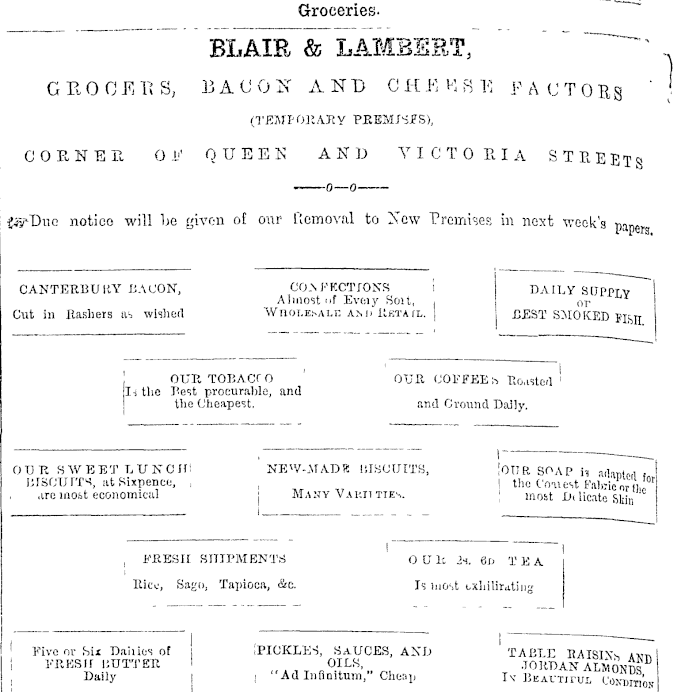 Groceries.
BLAIR & LAMBERT,
GROCERS, BACON AND CHEESE FACTORS
(TEMPORARY PREMISES),
CORNER OF QUEEN AND VICTORIA STREETS
——o—o——
☞Due notice will be given of our Removal to New Premises in next week's papers.
CANTERBURY BACON,
Cut in Rashers as wished
CONFECTIONS
Almost of Every Sort,
WHOLESALE AND RETAIL.
DAILY SUPPLY
OF
BEST SMOKED FISH.
OUR TOBACCO
Is the Best procurable, and
the Cheapest.
OUR COFFEES Roasted
and Ground Daily.
OUR SWEET LUNCH
BISCUITS, at Sixpence,
are most economical
NEW-MADE BISCUITS,
MANY VARIETIES.
OUR SOAP is adapted for
the Coarsest Fabric or the
most Delicate Skin
FRESH SHIPMENTS
Rice, Sago, Tapioca, &c.
OUR 2s. 6D TEA
Is most exhilirating
Five or Six Dairies of
FRESH BUTTER
Daily
PICKLES, SAUCES, AND
OILS,
"Ad Infinitum," Cheap
TABLE RAISINS AND
JORDAN ALMONDS,
IN BEAUTIFUL CONDITION